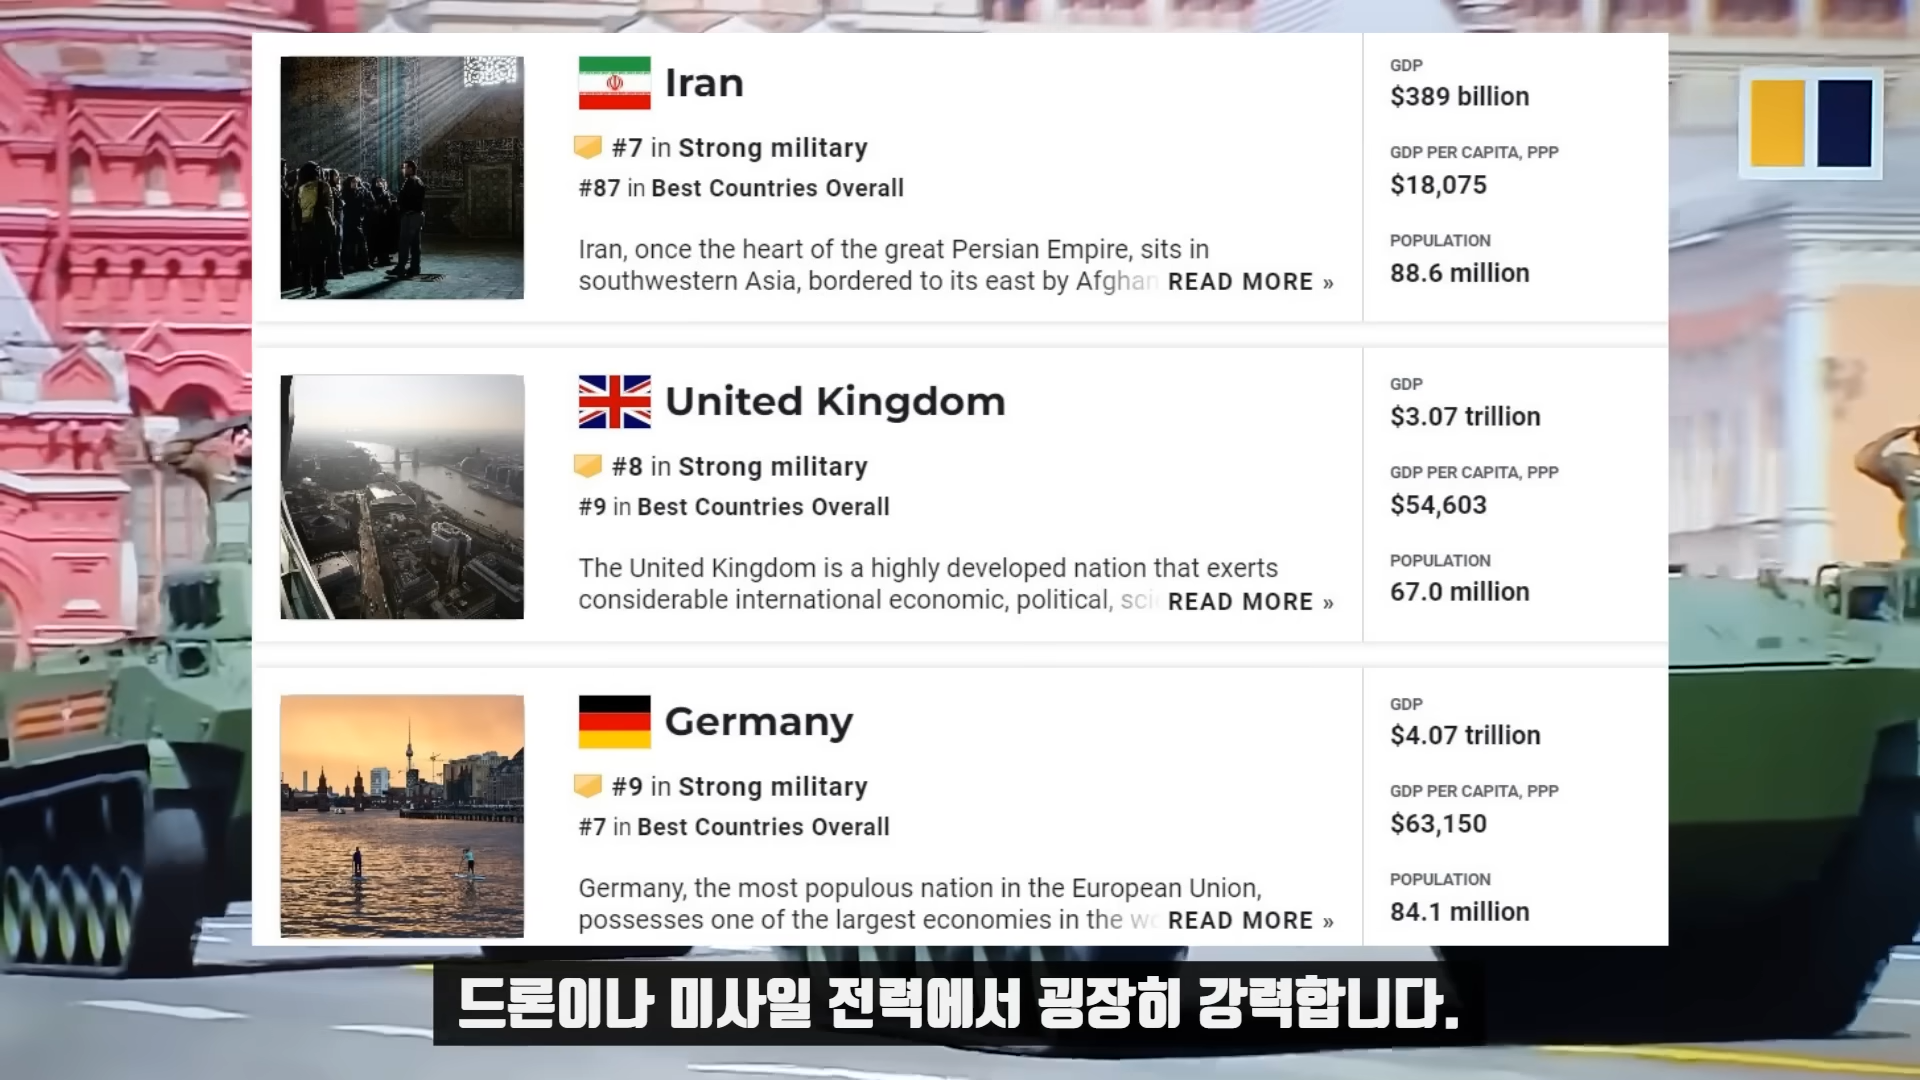 Iran
#7 in Strong military
#87 in Best Countries Overall
Iran, once the heart of the great Persian Empire, sits in
southwestern Asia, bordered to its east by Afghan READ MORE »
GDP
$389 billion
GDP PER CAPITA, PPP
$18,075
POPULATION
88.6 million
United Kingdom
#8 in Strong military
#9 in Best Countries Overall
The United Kingdom is a highly developed nation that exerts
considerable international economic, political, sci READ MORE »
GDP
$3.07 trillion
GDP PER CAPITA, PPP
$54,603
POPULATION
67.0 million
Germany
#9 in Strong military
#7 in Best Countries Overall
Germany, the most populous nation in the European Union,
possesses one of the largest economies in the wo READ MORE »
GDP
$4.07 trillion
GDP PER CAPITA, PPP
$63,150
POPULATION
84.1 million
드론이나 미사일 전력에서 굉장히 강력합니다.